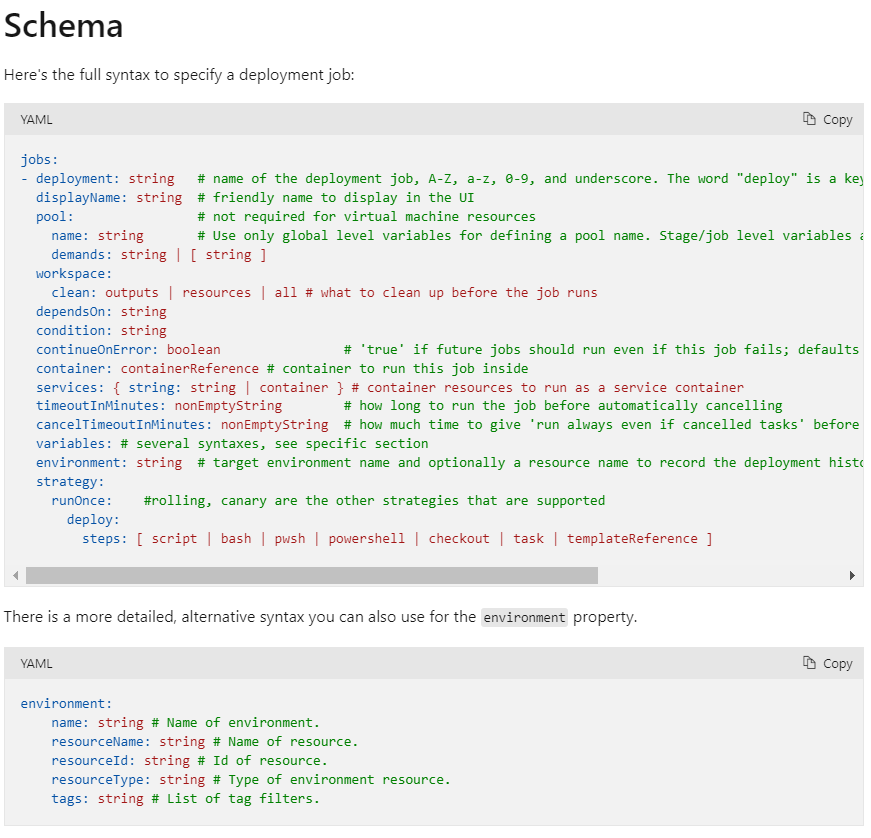 Schema
Here's the full syntax to specify a deployment job:
YAML
Copy
jobs:
- deployment: string   # name of the deployment job, A-Z, a-z, 0-9, and underscore. The word "deploy" is a
  displayName: string  # friendly name to display in the UI
  pool:                # not required for virtual machine resources
    name: string       # Use only global level variables for defining a pool name. Stage/job level variables
    demands: string | [ string ]
  workspace:
    clean: outputs | resources | all # what to clean up before the job runs
  dependsOn: string
  condition: string
  continueOnError: boolean                # 'true' if future jobs should run even if this job fails; defaults
  container: containerReference # container to run this job inside
  services: { string: string | container } # container resources to run as a service container
  timeoutInMinutes: nonEmptyString        # how long to run the job before automatically cancelling
  cancelTimeoutInMinutes: nonEmptyString  # how much time to give 'run always even if cancelled tasks' before
  variables: # several syntaxes, see specific section
  environment: string  # target environment name and optionally a resource name to record the deployment
  strategy:
    runOnce:    #rolling, canary are the other strategies that are supported
      deploy:
        steps: [ script | bash | pwsh | powershell | checkout | task | templateReference ]
There is a more detailed, alternative syntax you can also use for the environment property.
YAML
Copy
environment:
    name: string # Name of environment.
    resourceName: string # Name of resource.
    resourceId: string # Id of resource.
    resourceType: string # Type of environment resource.
    tags: string # List of tag filters.